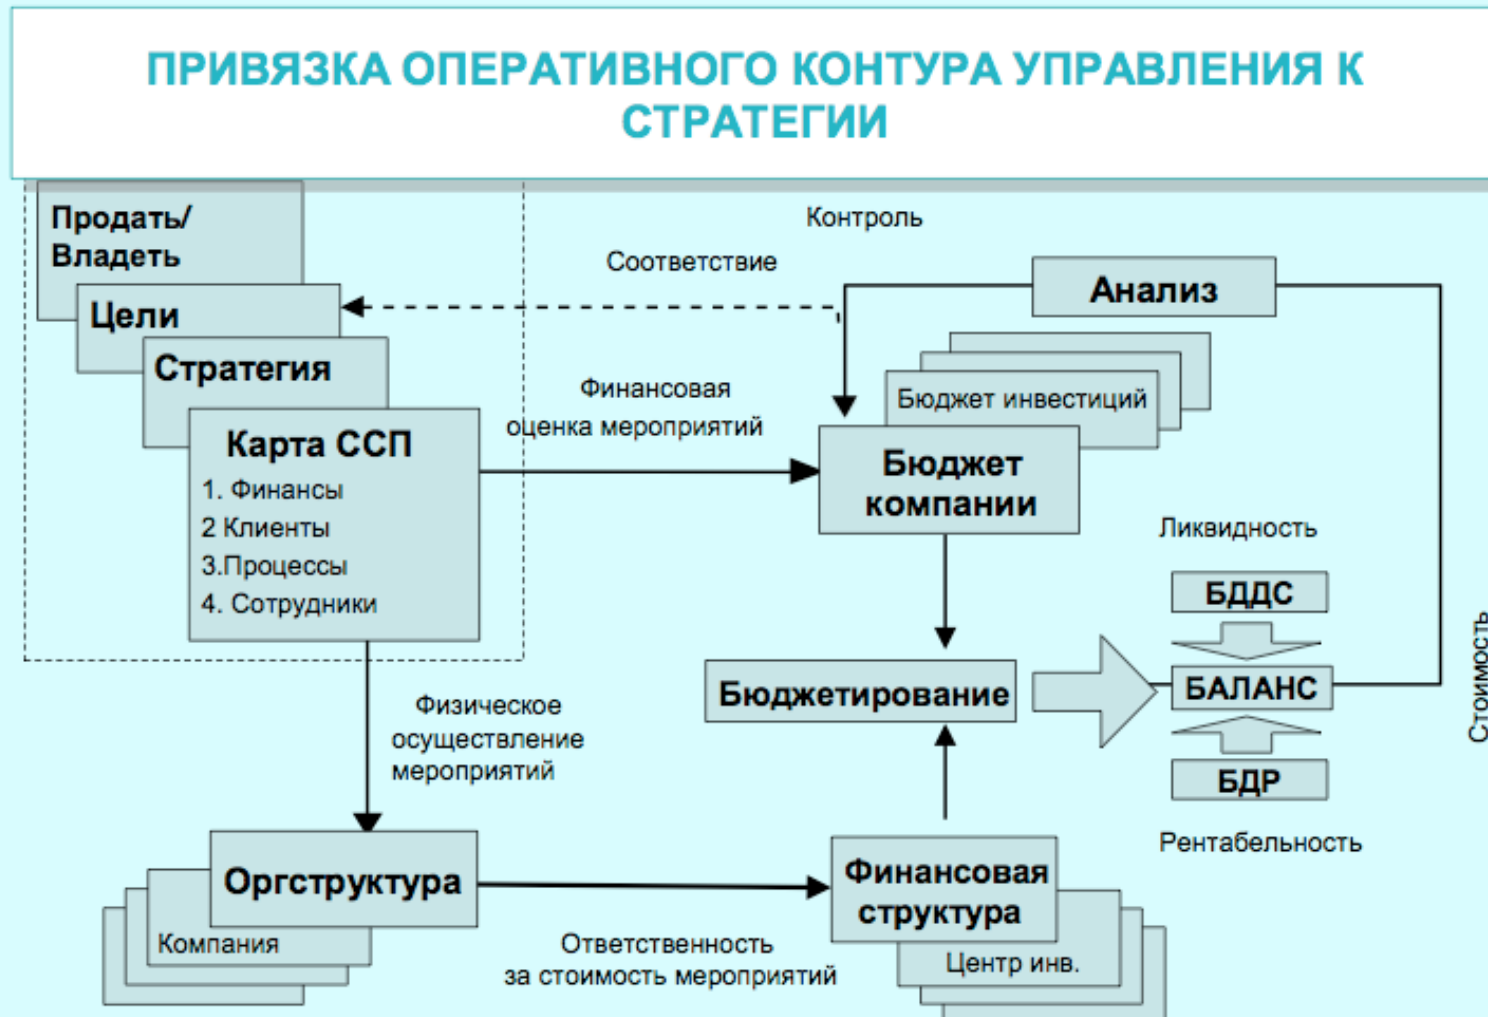 ПРИВЯЗКА ОПЕРАТИВНОГО КОНТУРА УПРАВЛЕНИЯ К
СТРАТЕГИИ
Продать/
Владеть
Цели
Стратегия
Карта ССП
1. Финансы
2 Клиенты
3.Процессы
4. Сотрудники
Контроль
Соответствие
Анализ
Финансовая
оценка мероприятий
Бюджет инвестиций
Бюджет
компании
Ликвидность
БДДС
Бюджетирование
БАЛАНС
Стоимость
БДР
Рентабельность
Физическое
осуществление
мероприятий
Оргструктура
Компания
Ответственность
за стоимость мероприятий
Финансовая
структура
Центр инв.